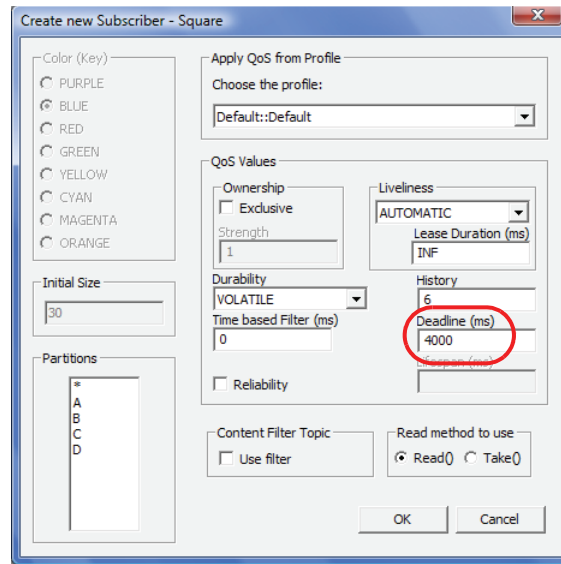 Create new Subscriber - Square
Color (Key)
PURPLE
BLUE
RED
GREEN
YELLOW
CYAN
MAGENTA
ORANGE
Initial Size
30
Partitions
*
A
B
C
D
Apply QoS from Profile
Choose the profile:
Default::Default
QoS Values
Ownership
Exclusive
Strength
1
Liveliness
AUTOMATIC
Lease Duration (ms)
INF
Durability
VOLATILE
History
6
Time based Filter (ms)
0
Deadline (ms)
4000
Lifespan (ms)
Reliability
Content Filter Topic
Use filter
Read method to use
Read() Take()
OK Cancel